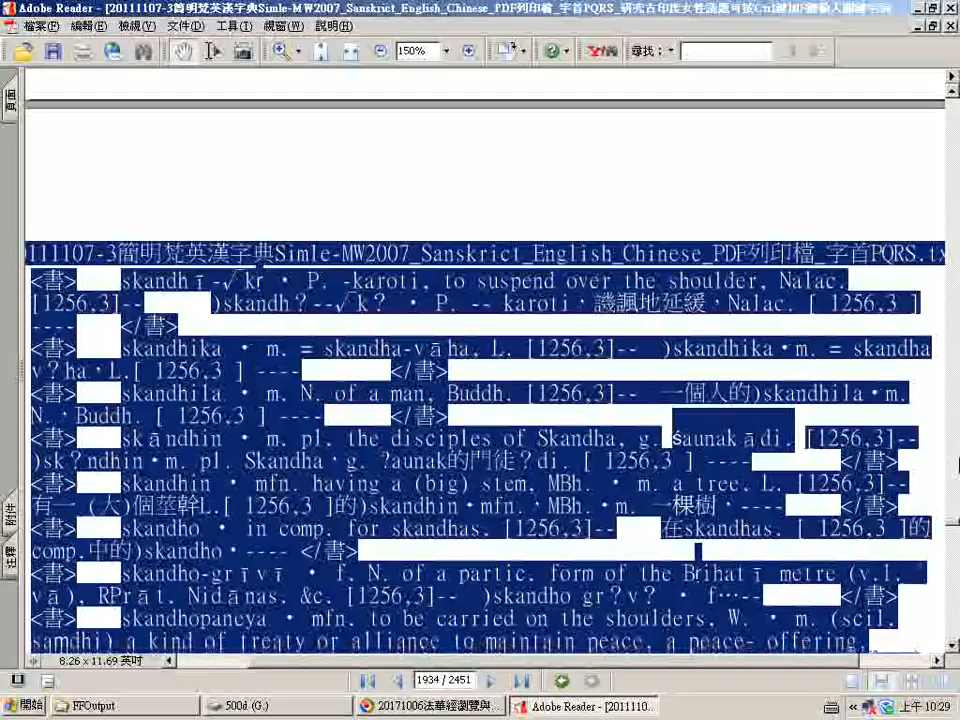 Adobe Reader - [20111107-3簡明梵英漢字典Simle-MW2007_Sanskrict_English_Chinese_PDF列印檔_字首PQRS_研究古印度女性
檔案(F) 編輯(E) 檢視(V) 文件(D) 工具(T) 視窗(W) 說明(H)
150% 尋找:
頁面
附件
注釋
111107-3簡明梵英漢字典Simle-MW2007_Sanskrict_English_Chinese_PDF列印檔_字首PQRS.tx
<書> skandhī-√kṛ • P. -karoti, to suspend over the shoulder, Nalac.
[1256,3]-- )skandh？--√k？ • P. -- karoti，譏諷地延緩，Nalac. [ 1256,3 ]
---- </書>
<書> skandhika • m. = skandha-vāha, L. [1256,3]-- )skandhika•m. = skandha
v？ha，L.[ 1256,3 ] ---- </書>
<書> skandhila • m. N. of a man, Buddh. [1256,3]-- 一個人的)skandhila•m.
N.，Buddh. [ 1256,3 ] ---- </書>
<書> skāndhin • m. pl. the disciples of Skandha, g. śaunakādi. [1256,3]--
)sk？ndhin•m. pl. Skandha，g. ?aunak的門徒？di. [ 1256,3 ] ---- </書>
<書> skandhin • mfn. having a (big) stem, MBh. • m. a tree, L. [1256,3]--
有一 (大)個莖幹L.[ 1256,3 ]的)skandhin•mfn.，MBh.•m.一棵樹，---- </書>
<書> skandho • in comp. for skandhas. [1256,3]-- 在skandhas. [ 1256,3 ]的
comp.中的)skandho•---- </書>
<書> skandho-grīvī • f. N. of a partic. form of the Brihatī metre (v.l.
vā), RPrāt. Nidānas. &c. [1256,3]-- )skandho gr？v？ • f…-- </書>
<書> skandhopaneya • mfn. to be carried on the shoulders, W. • m. (scil.
saṃdhi) a kind of treaty or alliance to maintain peace, a peace- offering,
8.26 x 11.69 英吋
1934 / 2451
開始 FFOutput 500d (G:) 20171006法華經瀏覽與... Adobe Reader - [2011110... 上午 10:29